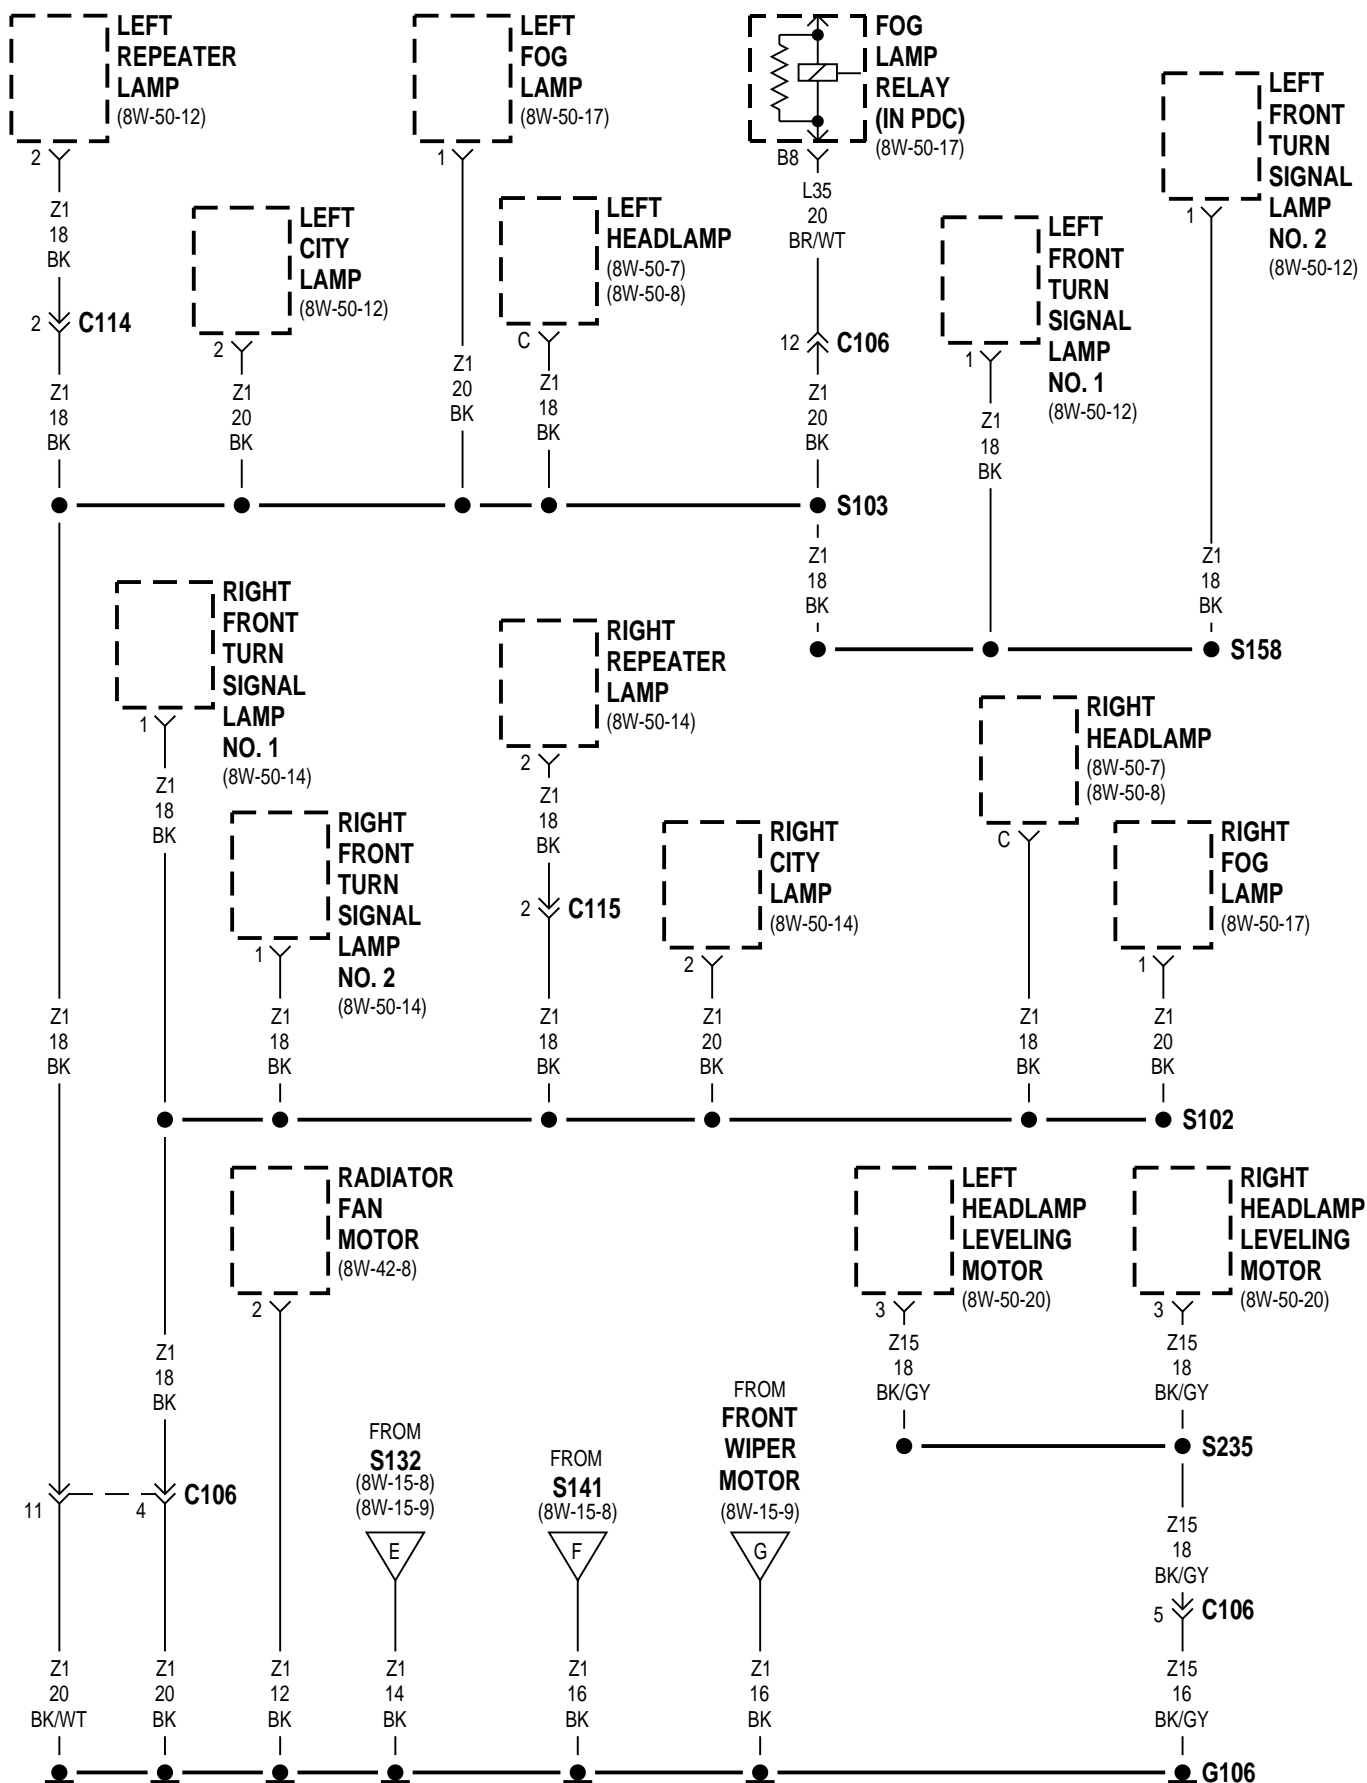 LEFT
REPEATER
LAMP
(8W-50-12)
2
Z1
18
BK
2
C114
Z1
18
BK
LEFT
CITY
LAMP
(8W-50-12)
2
Z1
20
BK
LEFT
FOG
LAMP
(8W-50-17)
1
Z1
20
BK
LEFT
HEADLAMP
(8W-50-7)
(8W-50-8)
C
Z1
18
BK
FOG
LAMP
RELAY
(IN PDC)
(8W-50-17)
B8
L35
20
BR/WT
12
C106
Z1
20
BK
S103
LEFT
FRONT
TURN
SIGNAL
LAMP
NO. 1
(8W-50-12)
1
Z1
18
BK
LEFT
FRONT
TURN
SIGNAL
LAMP
NO. 2
(8W-50-12)
1
Z1
18
BK
Z1
18
BK
S158
RIGHT
FRONT
TURN
SIGNAL
LAMP
NO. 1
(8W-50-14)
1
Z1
18
BK
RIGHT
FRONT
TURN
SIGNAL
LAMP
NO. 2
(8W-50-14)
1
Z1
18
BK
RIGHT
REPEATER
LAMP
(8W-50-14)
2
Z1
18
BK
2
C115
Z1
18
BK
RIGHT
CITY
LAMP
(8W-50-14)
2
Z1
20
BK
RIGHT
HEADLAMP
(8W-50-7)
(8W-50-8)
C
Z1
18
BK
RIGHT
FOG
LAMP
(8W-50-17)
1
Z1
20
BK
S102
Z1
18
BK
RADIATOR
FAN
MOTOR
(8W-42-8)
2
LEFT
HEADLAMP
LEVELING
MOTOR
(8W-50-20)
3
Z15
18
BK/GY
RIGHT
HEADLAMP
LEVELING
MOTOR
(8W-50-20)
3
Z15
18
BK/GY
S235
Z1
18
BK
11
4
C106
FROM
S132
(8W-15-8)
(8W-15-9)
E
FROM
S141
(8W-15-8)
F
FROM
FRONT
WIPER
MOTOR
(8W-15-9)
G
Z15
18
BK/GY
5
C106
Z1
20
BK/WT
Z1
20
BK
Z1
12
BK
Z1
14
BK
Z1
16
BK
Z1
16
BK
Z15
16
BK/GY
G106